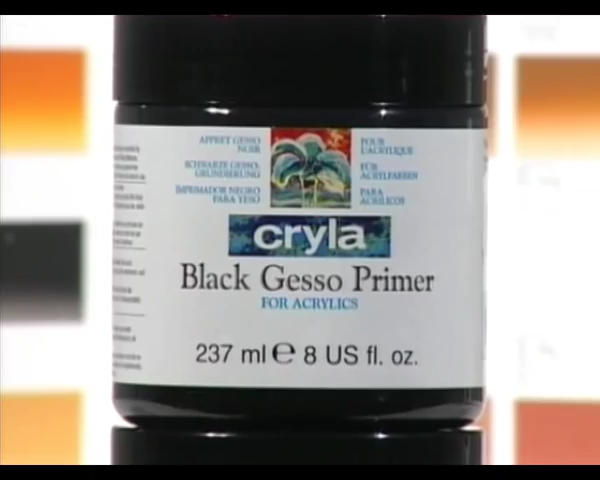 APPRET GESSO
NOIR
POUR
L'ACRYLIQUE
SCHWARZE GESSO-
GRUNDIERUNG
FÜR
ACRYLFARBEN
IMPRIMADOR NEGRO
PARA YESO
PARA
ACRILICOS
cryla
Black Gesso Primer
FOR ACRYLICS
237 ml ℮ 8 US fl. oz.